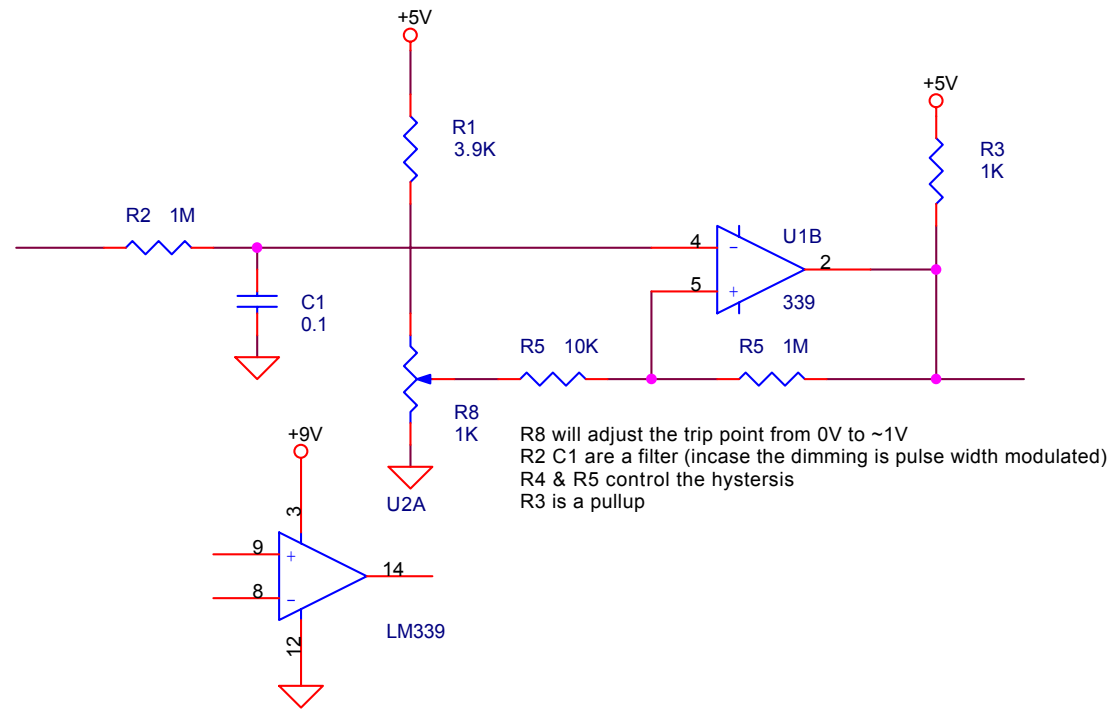 +5V
R1
3.9K
+5V
R3
1K
R2 1M
4
U1B
2
5
339
C1
0.1
R5 10K
R5 1M
R8
1K
+9V
R8 will adjust the trip point from 0V to ~1V
R2 C1 are a filter (incase the dimming is pulse width modulated)
R4 & R5 control the hystersis
R3 is a pullup
U2A
3
9
+
14
8
-
LM339
12